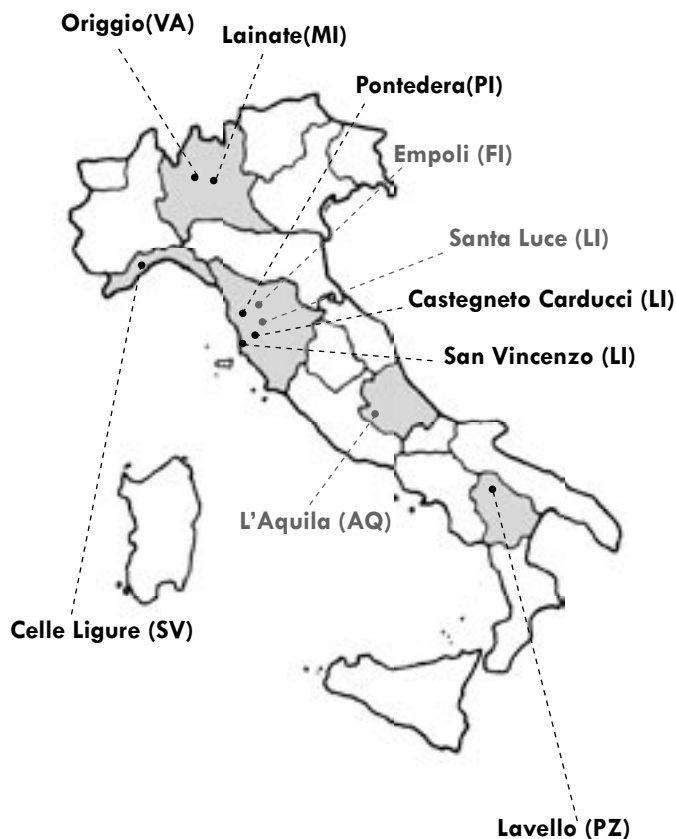 Origgio(VA)
Lainate(MI)
Pontedera(PI)
Empoli (FI)
Santa Luce (LI)
Castegneto Carducci (LI)
San Vincenzo (LI)
L'Aquila (AQ)
Celle Ligure (SV)
Lavello (PZ)